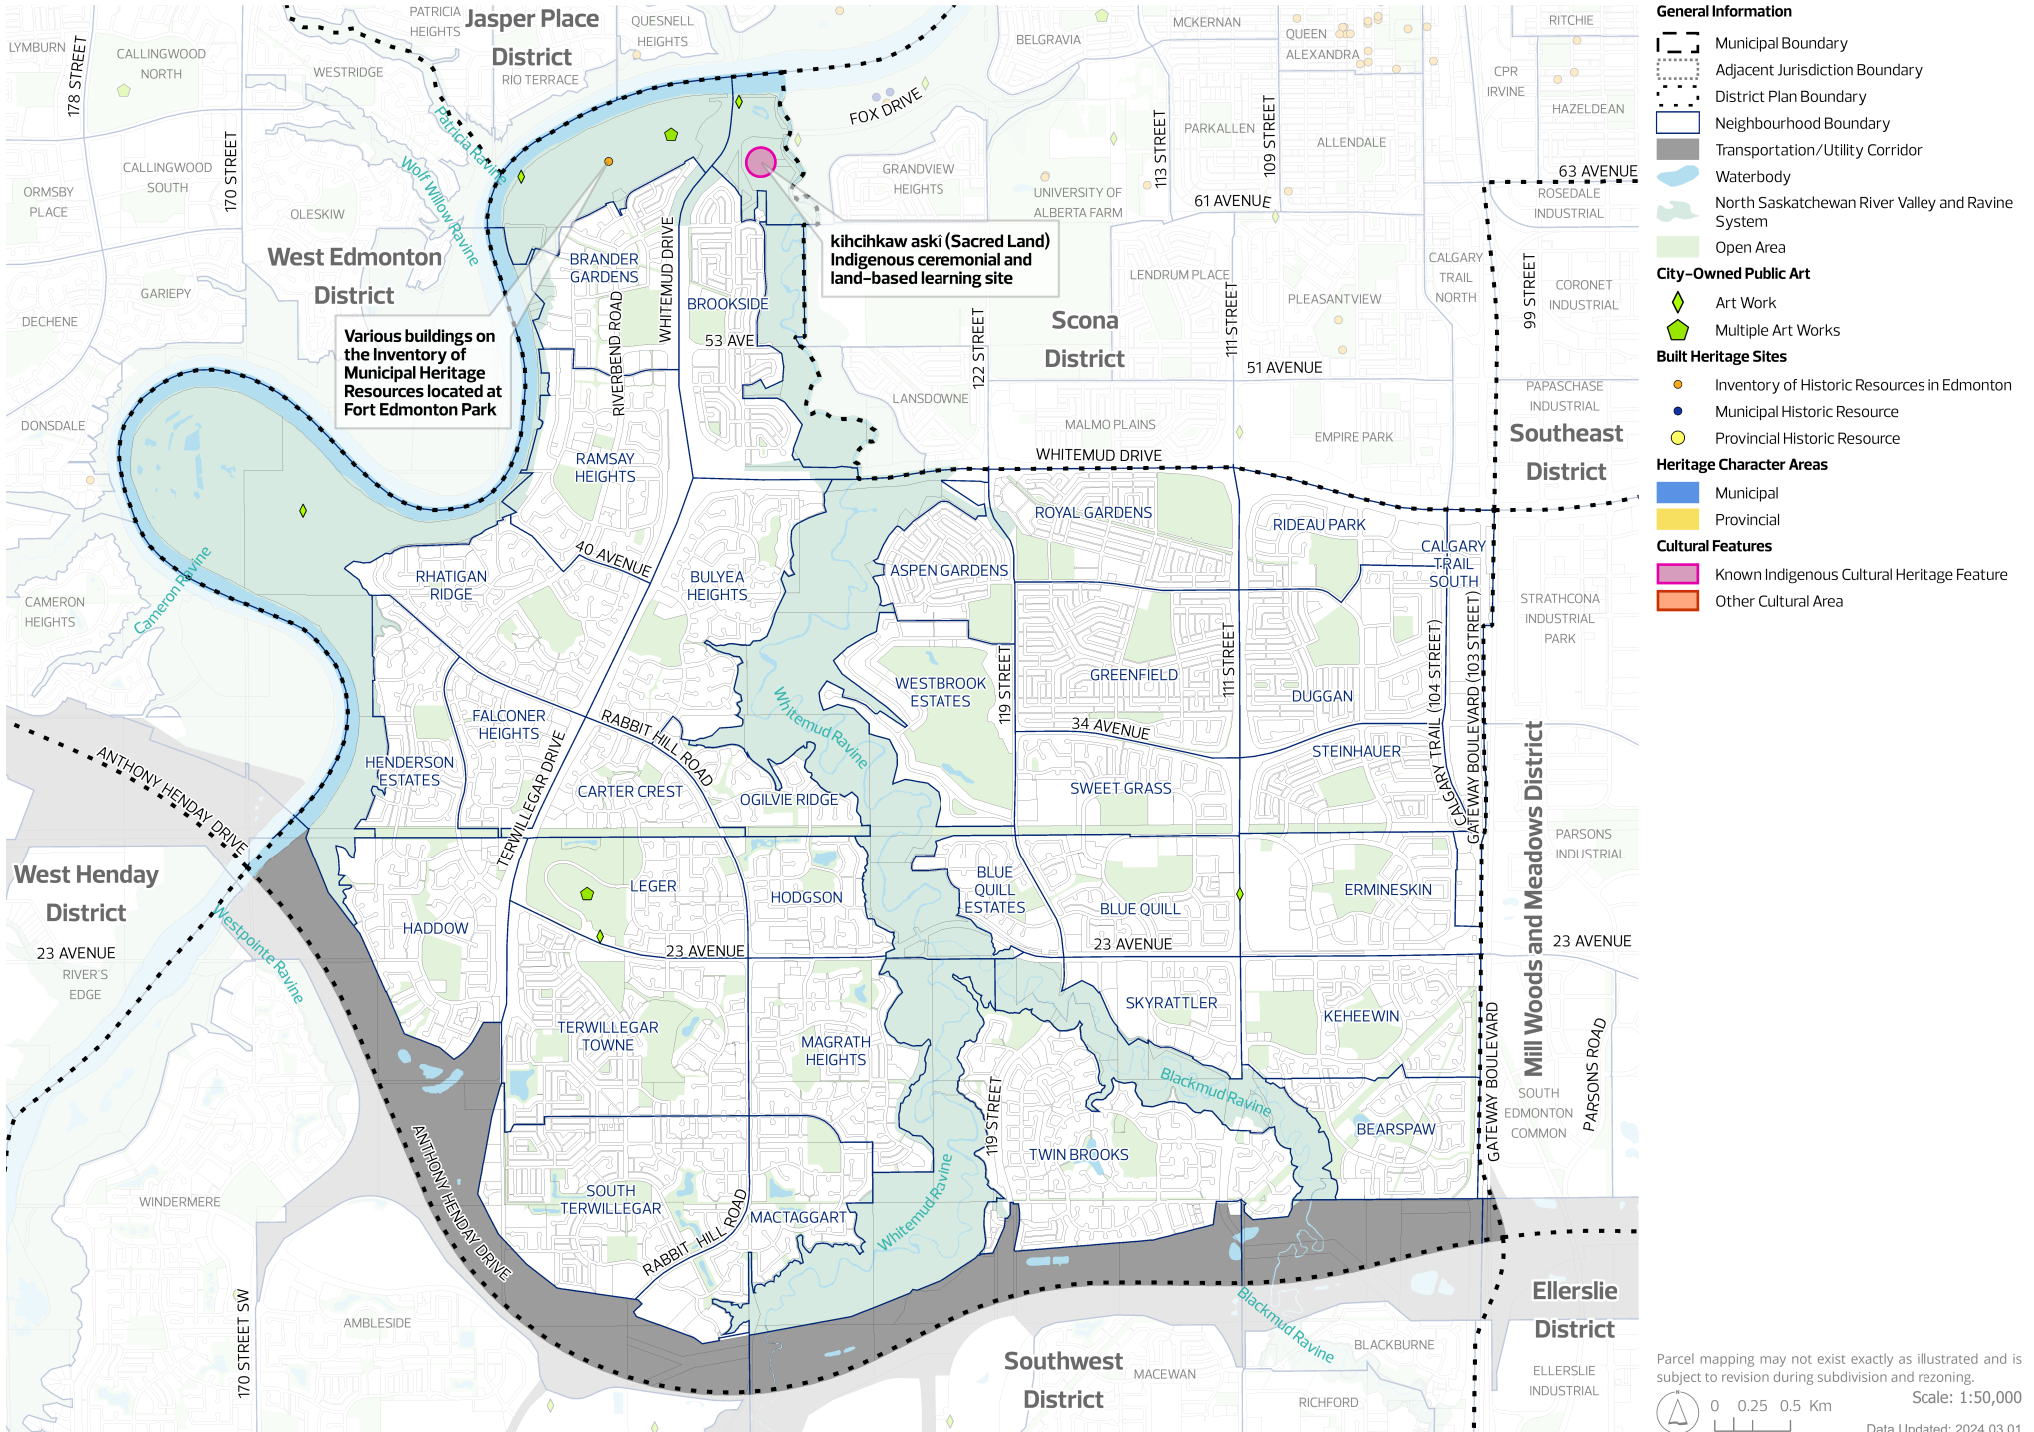 Jasper Place
District
PATRICIA
HEIGHTS
QUESNELL
HEIGHTS
RIO TERRACE
LYMBURN
178 STREET
CALLINGWOOD
NORTH
WESTRIDGE
Patricia Ravine
Wolf Willow Ravine
CALLINGWOOD
SOUTH
170 STREET
ORMSBY
PLACE
OLESKIW
West Edmonton
District
GARIEPY
DECHENE
DONSDALE
BELGRAVIA
MCKERNAN
QUEEN
ALEXANDRA
RITCHIE
CPR
IRVINE
HAZELDEAN
FOX DRIVE
113 STREET
PARKALLEN
109 STREET
ALLENDALE
GRANDVIEW
HEIGHTS
UNIVERSITY OF
ALBERTA FARM
61 AVENUE
63 AVENUE
ROSEDALE
INDUSTRIAL
kihcihkaw askî (Sacred Land)
Indigenous ceremonial and
land-based learning site
Various buildings on
the Inventory of
Municipal Heritage
Resources located at
Fort Edmonton Park
BRANDER
GARDENS
WHITEMUD DRIVE
RIVERBEND ROAD
BROOKSIDE
53 AVE
LENDRUM PLACE
PLEASANTVIEW
CALGARY
TRAIL
NORTH
99 STREET
CORONET
INDUSTRIAL
Scona
District
122 STREET
111 STREET
51 AVENUE
LANSDOWNE
MALMO PLAINS
EMPIRE PARK
PAPASCHASE
INDUSTRIAL
Southeast
District
WHITEMUD DRIVE
RAMSAY
HEIGHTS
ROYAL GARDENS
RIDEAU PARK
CALGARY
TRAIL
SOUTH
40 AVENUE
RHATIGAN
RIDGE
BULYEA
HEIGHTS
ASPEN GARDENS
CAMERON
HEIGHTS
Cameron Ravine
STRATHCONA
INDUSTRIAL
PARK
119 STREET
111 STREET
GREENFIELD
DUGGAN
WESTBROOK
ESTATES
Whitemud Ravine
CALGARY TRAIL (104 STREET)
GATEWAY BOULEVARD (103 STREET)
34 AVENUE
STEINHAUER
FALCONER
HEIGHTS
RABBIT HILL ROAD
HENDERSON
ESTATES
TERWILLEGAR DRIVE
CARTER CREST
OGILVIE RIDGE
SWEET GRASS
ANTHONY HENDAY DRIVE
Mill Woods and Meadows District
PARSONS
INDUSTRIAL
West Henday
District
Westpointe Ravine
23 AVENUE
RIVER'S
EDGE
HADDOW
LEGER
HODGSON
BLUE
QUILL
ESTATES
BLUE QUILL
ERMINESKIN
23 AVENUE
23 AVENUE
23 AVENUE
SKYRATTLER
KEHEEWIN
TERWILLEGAR
TOWNE
MAGRATH
HEIGHTS
GATEWAY BOULEVARD
PARSONS ROAD
SOUTH
EDMONTON
COMMON
Blackmud Ravine
BEARSPAW
119 STREET
TWIN BROOKS
Whitemud Ravine
ANTHONY HENDAY DRIVE
SOUTH
TERWILLEGAR
RABBIT HILL ROAD
MACTAGGART
WINDERMERE
170 STREET SW
AMBLESIDE
Blackmud Ravine
Southwest
District
MACEWAN
BLACKBURNE
RICHFORD
Ellerslie
District
ELLERSLIE
INDUSTRIAL
General Information
Municipal Boundary
Adjacent Jurisdiction Boundary
District Plan Boundary
Neighbourhood Boundary
Transportation/Utility Corridor
Waterbody
North Saskatchewan River Valley and Ravine
System
Open Area
City-Owned Public Art
Art Work
Multiple Art Works
Built Heritage Sites
Inventory of Historic Resources in Edmonton
Municipal Historic Resource
Provincial Historic Resource
Heritage Character Areas
Municipal
Provincial
Cultural Features
Known Indigenous Cultural Heritage Feature
Other Cultural Area
Parcel mapping may not exist exactly as illustrated and is
subject to revision during subdivision and rezoning.
Scale: 1:50,000
0 0.25 0.5 Km
Data Updated: 2024.03.01